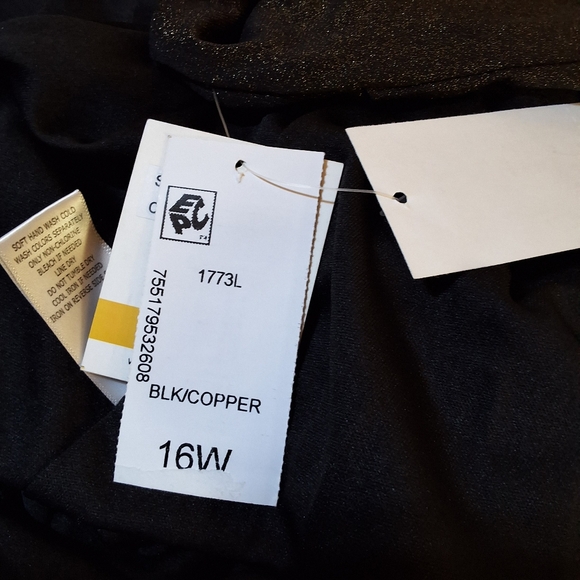 SOFT HAND WASH COLD
WASH COLORS SEPARATELY
ONLY NON-CHLORINE
BLEACH IF NEEDED
LINE DRY
DO NOT TUMBLE DRY
COOL IRON IF NEEDED
IRON ON REVERSE SIDE
EPC
1773L
755179532608
BLK/COPPER
16W